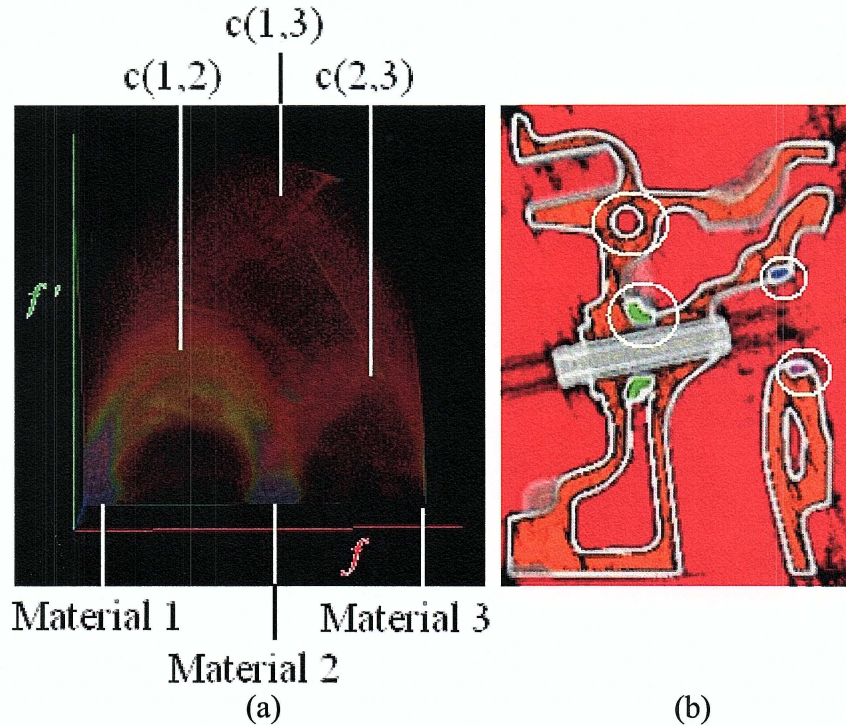 c(1,3)
c(1,2)
c(2,3)
f '
f
Material 1
Material 3
Material 2
(a)
(b)